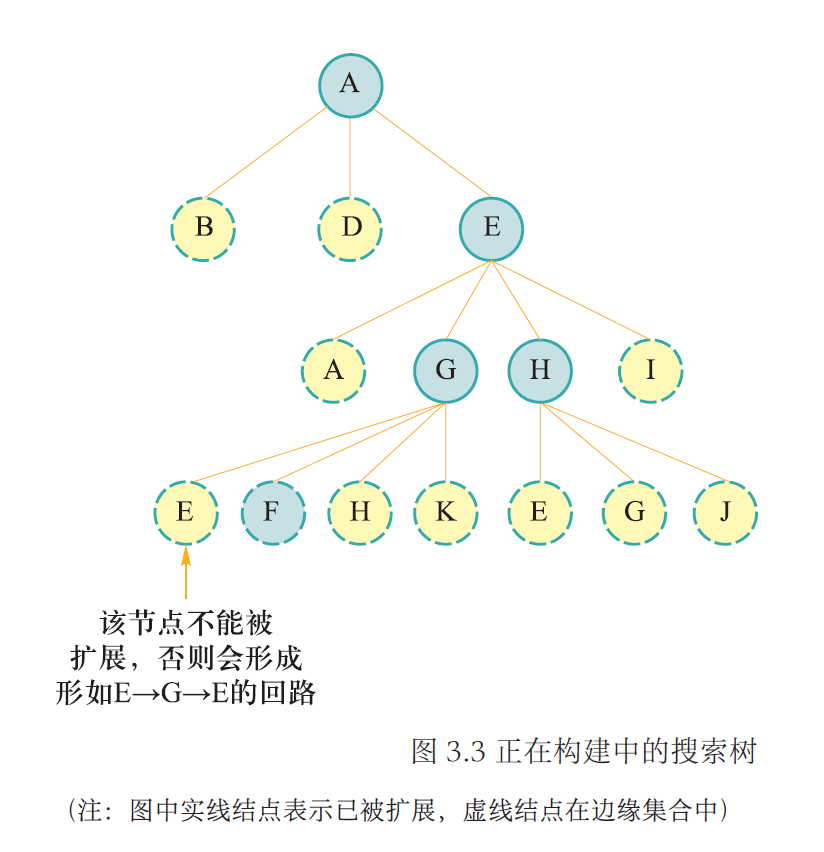 A
B D E
A G H I
E F H K E G J
该节点不能被
扩展，否则会形成
形如E→G→E的回路
图 3.3 正在构建中的搜索树
（注：图中实线结点表示已被扩展，虚线结点在边缘集合中）